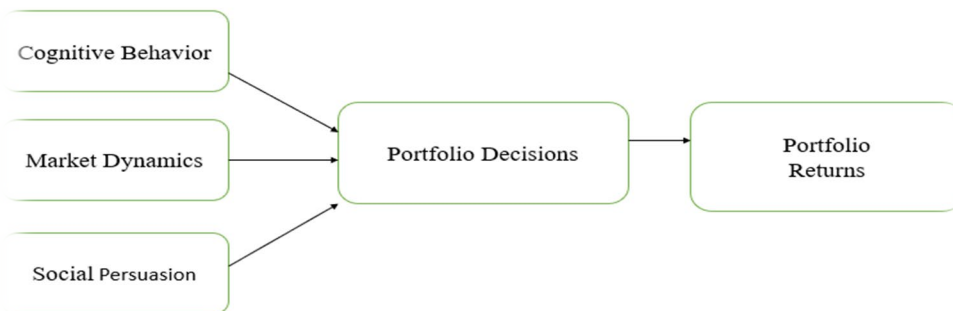 Cognitive Behavior
Market Dynamics
Social Persuasion
Portfolio Decisions
Portfolio
Returns